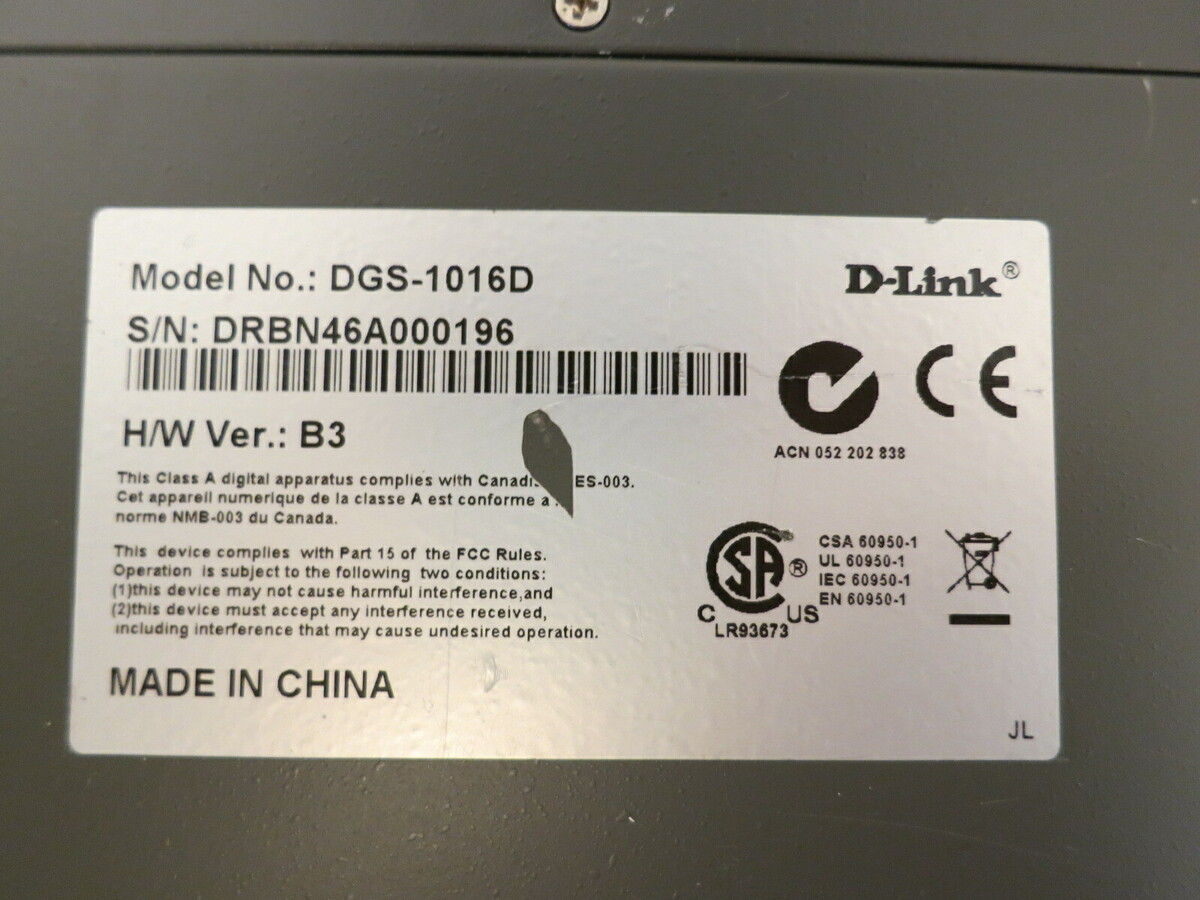 Model No.: DGS-1016D
D-Link®
S/N: DRBN46A000196
CE
ACN 052 202 838
H/W Ver.: B3
This Class A digital apparatus complies with ES-003.
Cet appareil numerique de la classe A est conforme a
norme NMB-003 du Canada.
This device complies with Part 15 of the FCC Rules.
Operation is subject to the following two conditions:
(1)this device may not cause harmful interference,and
(2)this device must accept any interference received,
including interference that may cause undesired operation.
SA®
C US
LR93673
CSA 60950-1
UL 60950-1
IEC 60950-1
EN 60950-1
MADE IN CHINA
JL